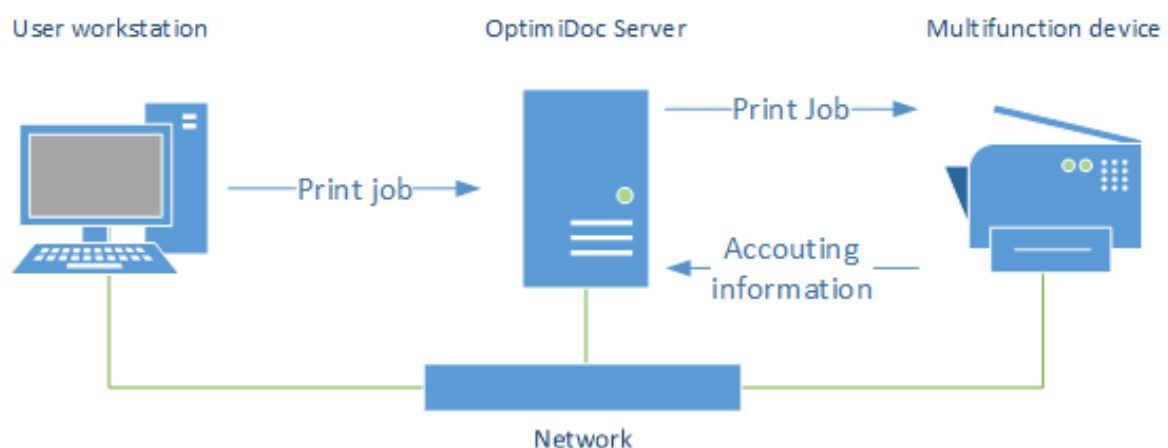 User workstation
OptimiDoc Server
Multifunction device
Print Job
Print job
Accouting
information
Network